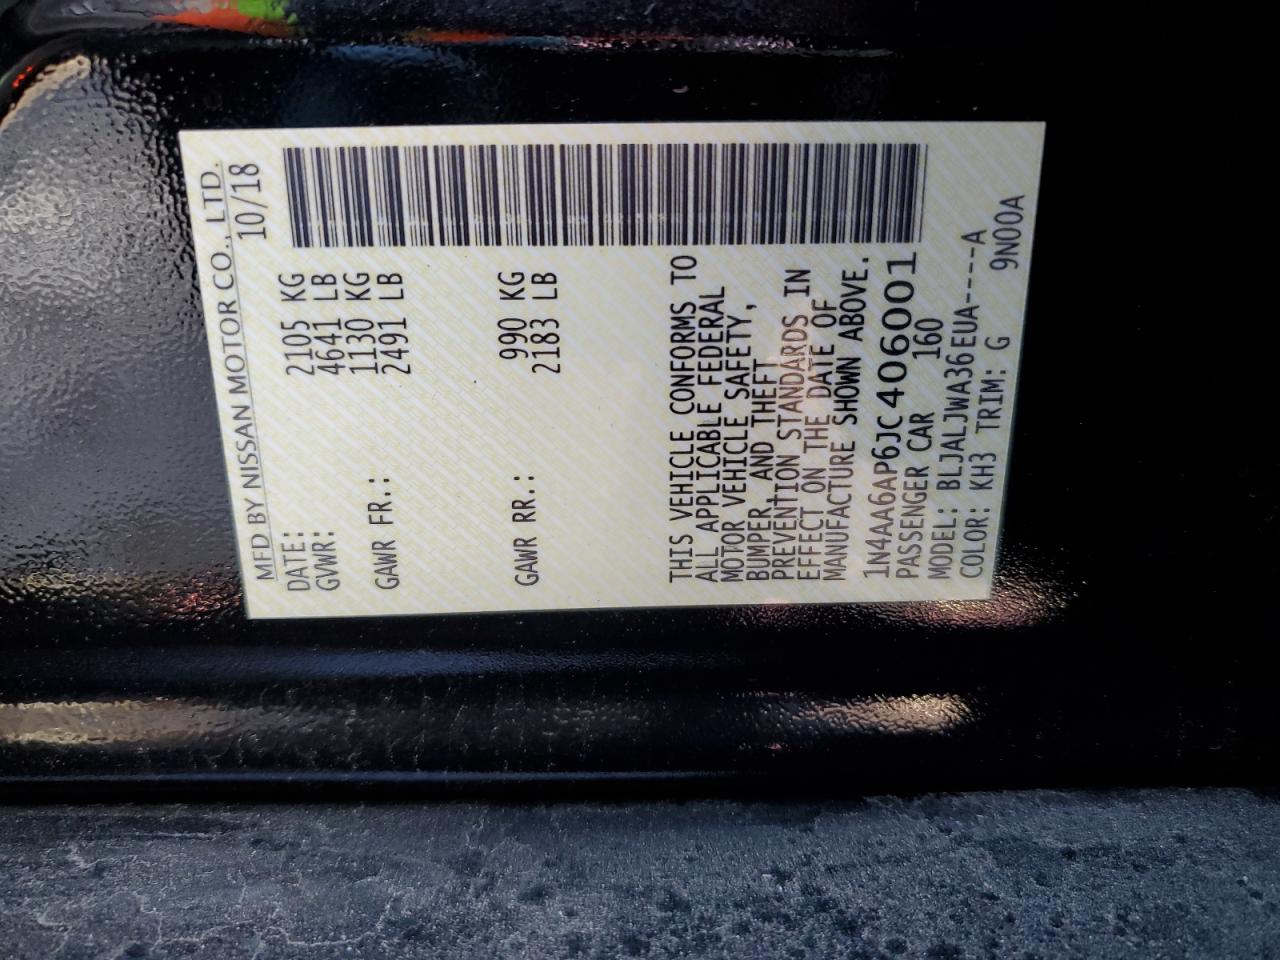 MFD BY NISSAN MOTOR CO., LTD.
DATE: 10/18
GVWR: 2105 KG
4641 LB
GAWR FR.: 1130 KG
2491 LB
GAWR RR.: 990 KG
2183 LB
THIS VEHICLE CONFORMS TO
ALL APPLICABLE FEDERAL
MOTOR VEHICLE SAFETY,
BUMPER, AND THEFT
PREVENTION STANDARDS IN
EFFECT ON THE DATE OF
MANUFACTURE SHOWN ABOVE.
1N4AA6AP6JC406001
PASSENGER CAR 160
MODEL: BLJALJWA36EUA----A
COLOR: KH3 TRIM: G 9N00A